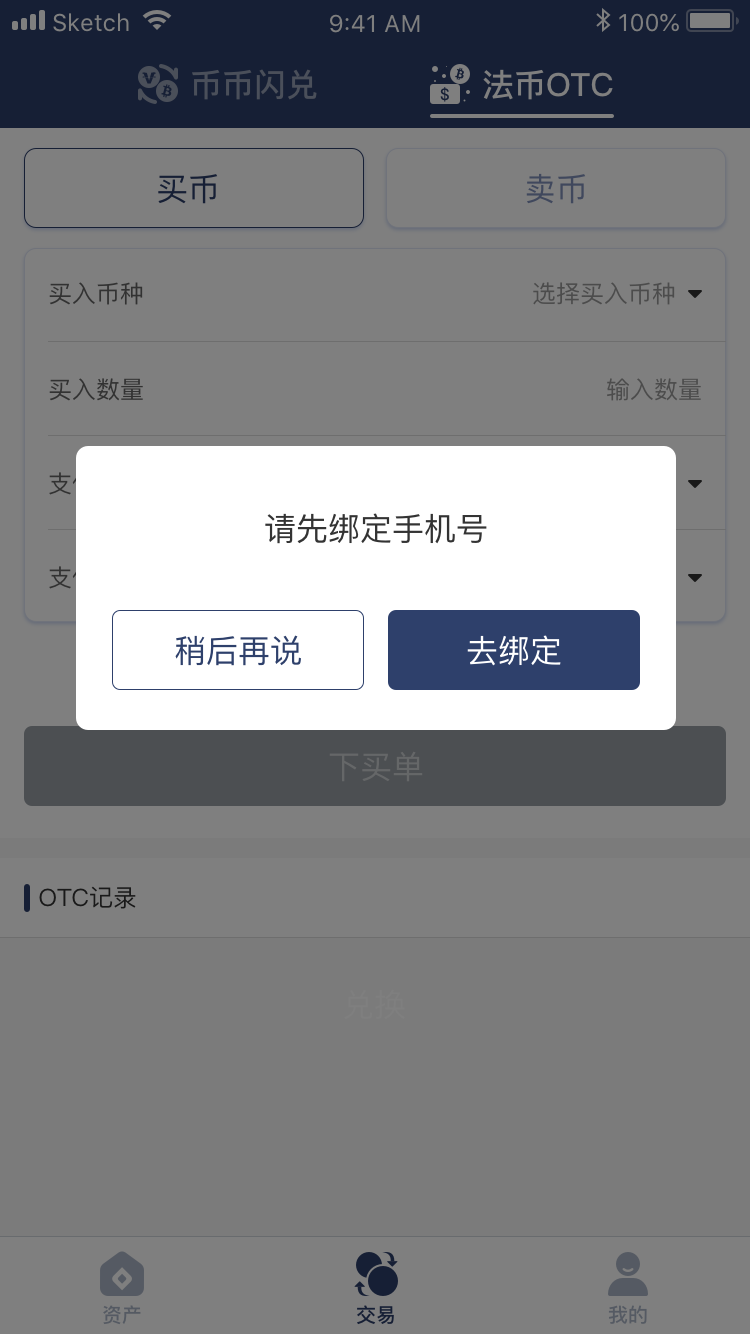 Sketch 9:41 AM 100%
币币闪兑 法币OTC
买币 卖币
买入币种 选择买入币种
买入数量 输入数量
支
支
请先绑定手机号
稍后再说 去绑定
下买单
OTC记录
兑换
资产 交易 我的